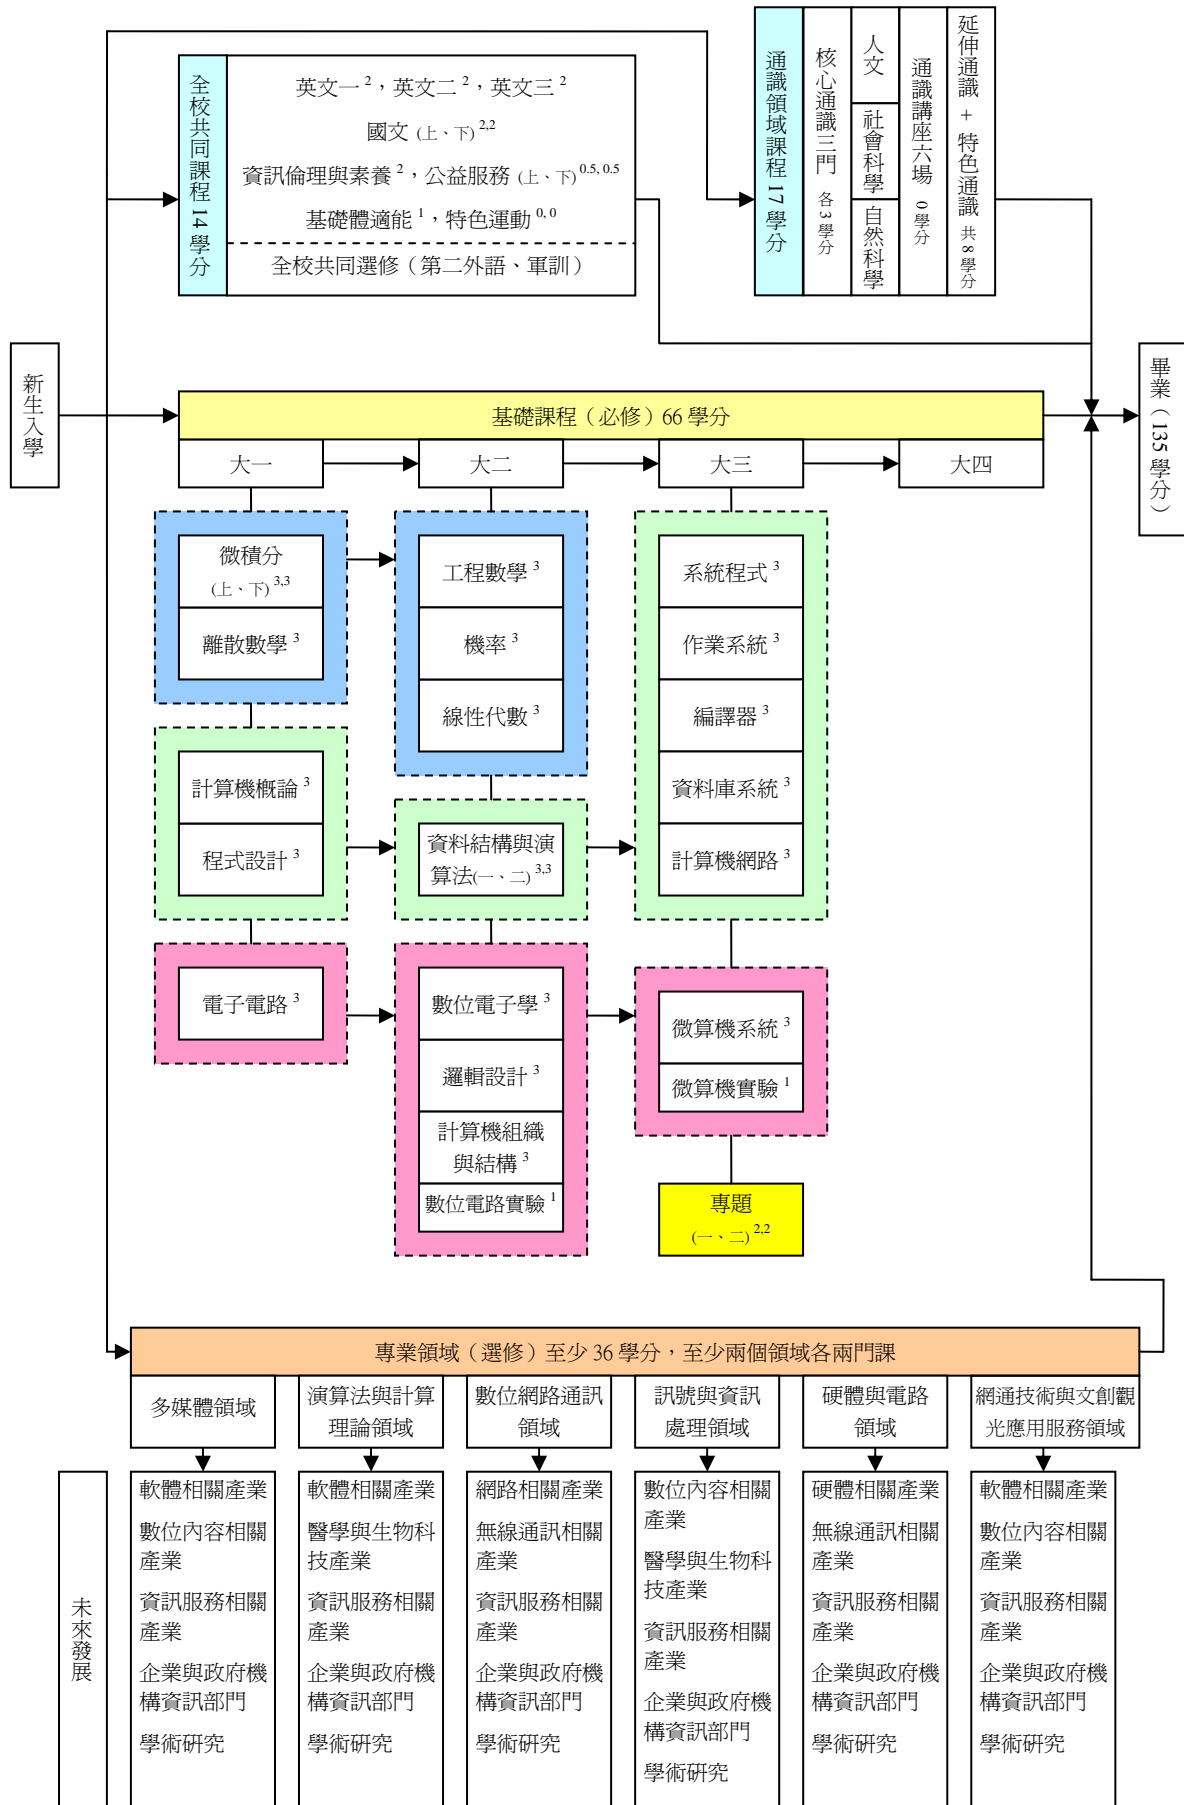 全校共同課程 14 學分
英文一 2，英文二 2，英文三 2
國文 (上、下) 2,2
資訊倫理與素養 2，公益服務 (上、下) 0.5, 0.5
基礎體適能 1，特色運動 0, 0
全校共同選修（第二外語、軍訓）
通識領域課程 17 學分
核心通識三門 各 3 學分
人文
社會科學
自然科學
通識講座六場 0 學分
延伸通識 + 特色通識 共 8 學分
新生入學
基礎課程（必修）66 學分
畢業（135 學分）
大一
大二
大三
大四
微積分
(上、下) 3,3
離散數學 3
計算機概論 3
程式設計 3
電子電路 3
工程數學 3
機率 3
線性代數 3
資料結構與演
算法(一、二) 3,3
數位電子學 3
邏輯設計 3
計算機組織
與結構 3
數位電路實驗 1
系統程式 3
作業系統 3
編譯器 3
資料庫系統 3
計算機網路 3
微算機系統 3
微算機實驗 1
專題
(一、二) 2,2
專業領域（選修）至少 36 學分，至少兩個領域各兩門課
多媒體領域
演算法與計算
理論領域
數位網路通訊
領域
訊號與資訊
處理領域
硬體與電路
領域
網通技術與文創觀
光應用服務領域
未來發展
軟體相關產業
數位內容相關
產業
資訊服務相關
產業
企業與政府機
構資訊部門
學術研究
軟體相關產業
醫學與生物科
技產業
資訊服務相關
產業
企業與政府機
構資訊部門
學術研究
網路相關產業
無線通訊相關
產業
資訊服務相關
產業
企業與政府機
構資訊部門
學術研究
數位內容相關
產業
醫學與生物科
技產業
資訊服務相關
產業
企業與政府機
構資訊部門
學術研究
硬體相關產業
無線通訊相關
產業
資訊服務相關
產業
企業與政府機
構資訊部門
學術研究
軟體相關產業
數位內容相關
產業
資訊服務相關
產業
企業與政府機
構資訊部門
學術研究